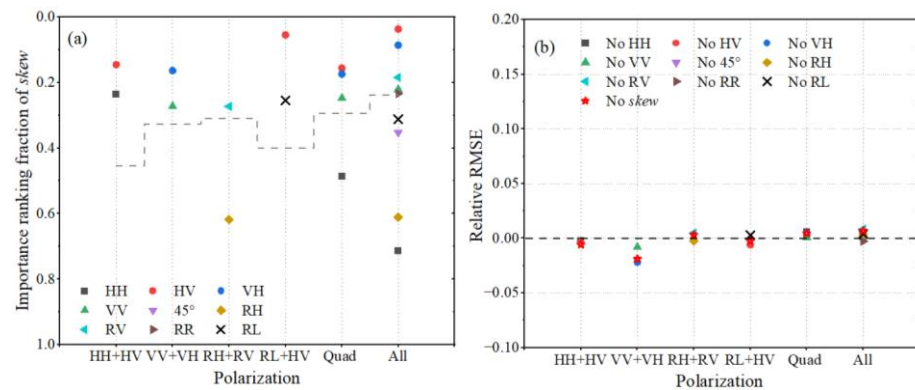 (a)
Importance ranking fraction of skew
0.0
0.2
0.4
0.6
0.8
1.0
HH HV VH
VV 45° RH
RV RR RL
HH+HV VV+VH RH+RV RL+HV Quad All
Polarization
(b)
Relative RMSE
0.20
0.15
0.10
0.05
0.00
−0.05
−0.10
No HH No HV No VH
No VV No 45° No RH
No RV No RR No RL
No skew
HH+HV VV+VH RH+RV RL+HV Quad All
Polarization